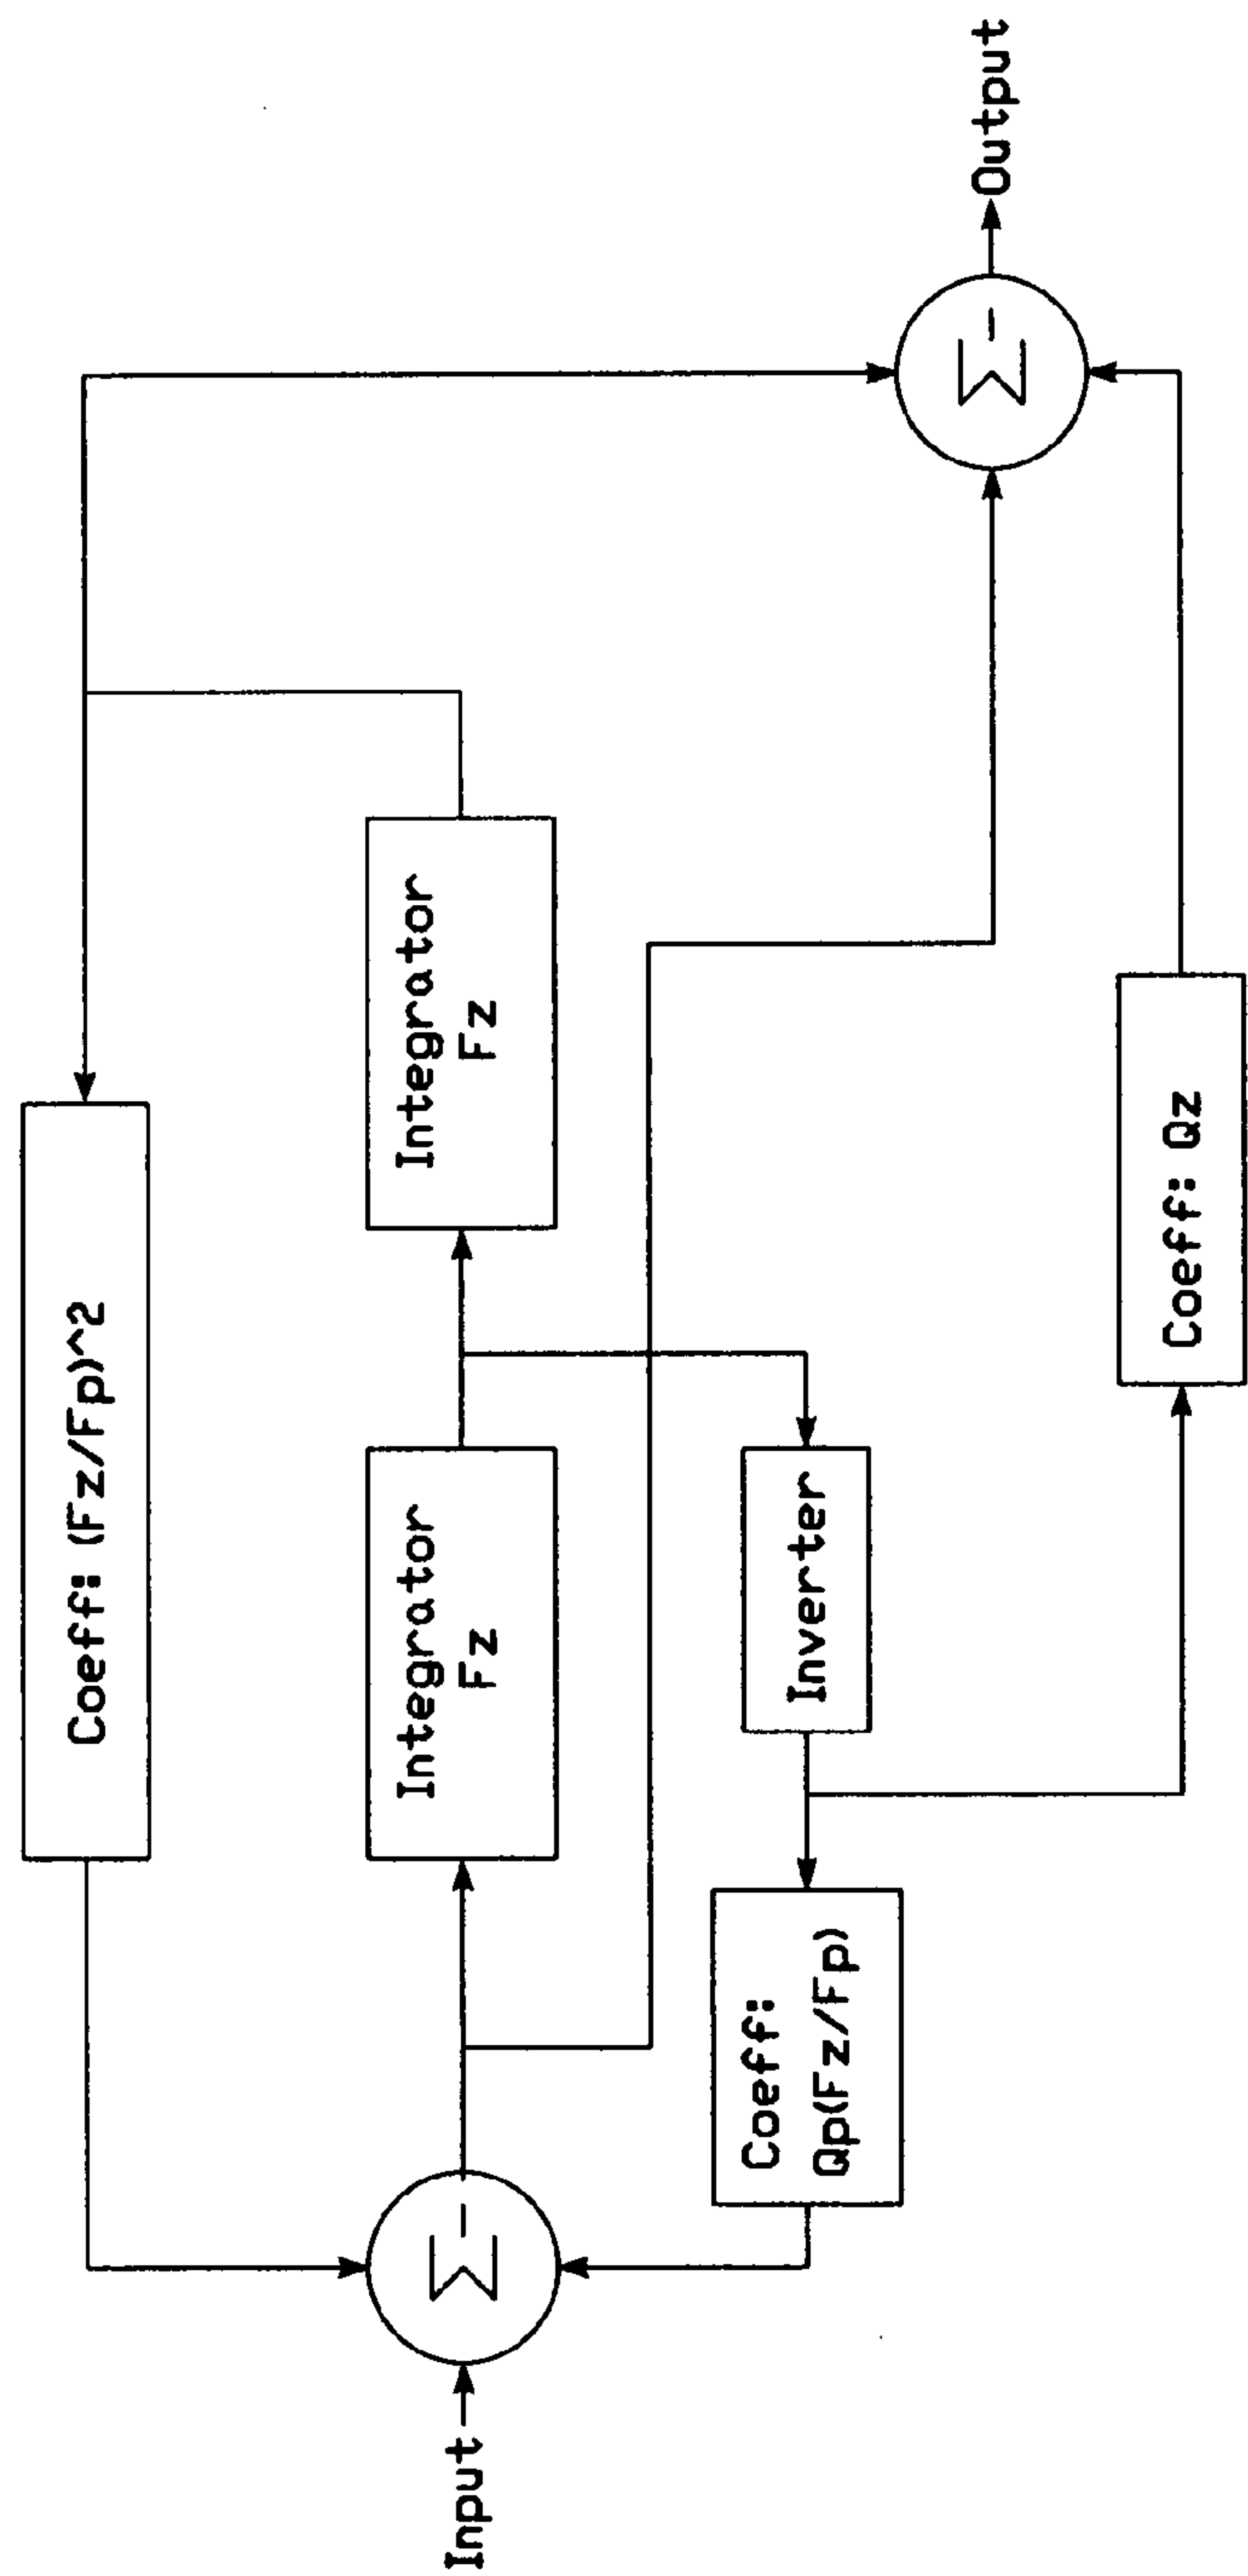 Coeff: (Fz/Fp)^2
Input
Σ -
Integrator
Fz
Integrator
Fz
Coeff:
Qp(Fz/Fp)
Inverter
Σ -
Output
Coeff: Qz